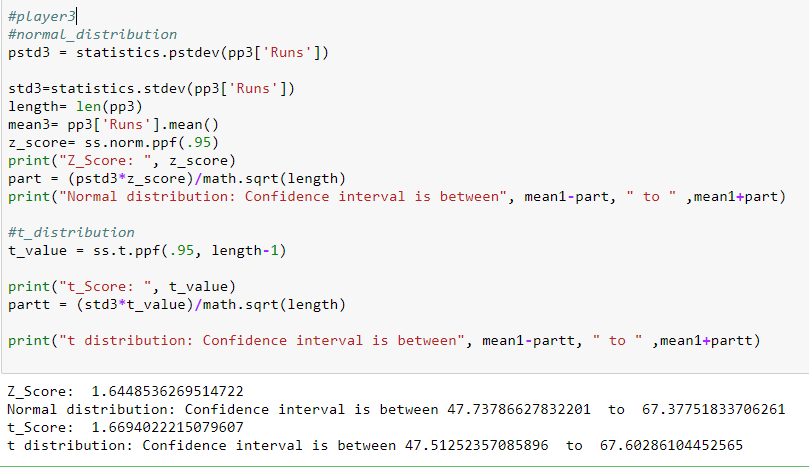 #player3
#normal_distribution
pstd3 = statistics.pstdev(pp3['Runs'])
std3=statistics.stdev(pp3['Runs'])
length= len(pp3)
mean3= pp3['Runs'].mean()
z_score= ss.norm.ppf(.95)
print("Z_Score: ", z_score)
part = (pstd3*z_score)/math.sqrt(length)
print("Normal distribution: Confidence interval is between", mean1-part, " to " ,mean1+part)
#t_distribution
t_value = ss.t.ppf(.95, length-1)
print("t_Score: ", t_value)
partt = (std3*t_value)/math.sqrt(length)
print("t distribution: Confidence interval is between", mean1-partt, " to " ,mean1+partt)
Z_Score:  1.6448536269514722
Normal distribution: Confidence interval is between 47.73786627832201  to  67.37751833706261
t_Score:  1.6694022215079607
t distribution: Confidence interval is between 47.51252357085896  to  67.60286104452565